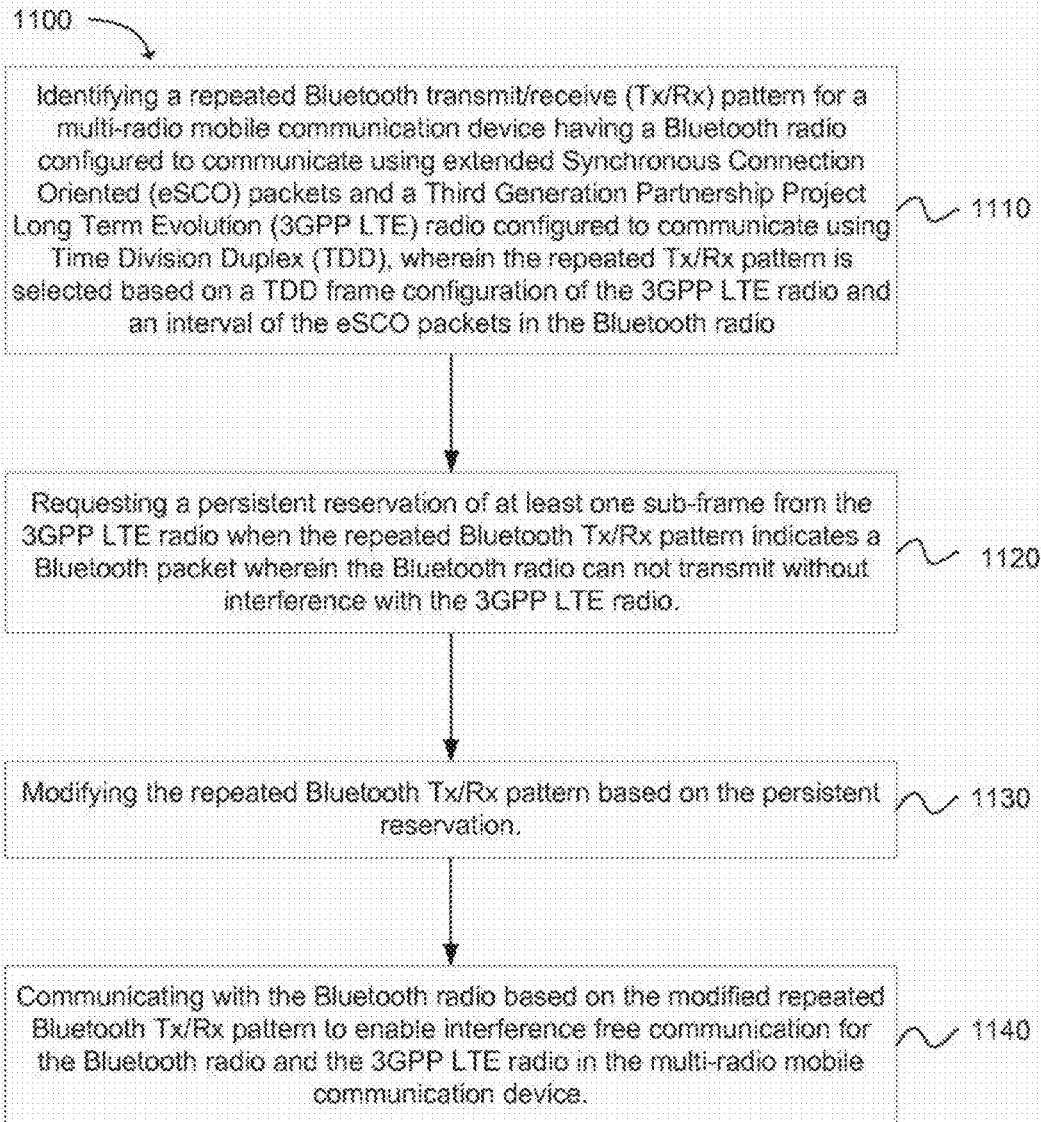 1100
Identifying a repeated Bluetooth transmit/receive (Tx/Rx) pattern for a
multi-radio mobile communication device having a Bluetooth radio
configured to communicate using extended Synchronous Connection
Oriented (eSCO) packets and a Third Generation Partnership Project
Long Term Evolution (3GPP LTE) radio configured to communicate using
Time Division Duplex (TDD), wherein the repeated Tx/Rx pattern is
selected based on a TDD frame configuration of the 3GPP LTE radio and
an interval of the eSCO packets in the Bluetooth radio
1110
Requesting a persistent reservation of at least one sub-frame from the
3GPP LTE radio when the repeated Bluetooth Tx/Rx pattern indicates a
Bluetooth packet wherein the Bluetooth radio can not transmit without
interference with the 3GPP LTE radio.
1120
Modifying the repeated Bluetooth Tx/Rx pattern based on the persistent
reservation.
1130
Communicating with the Bluetooth radio based on the modified repeated
Bluetooth Tx/Rx pattern to enable interference free communication for
the Bluetooth radio and the 3GPP LTE radio in the multi-radio mobile
communication device.
1140